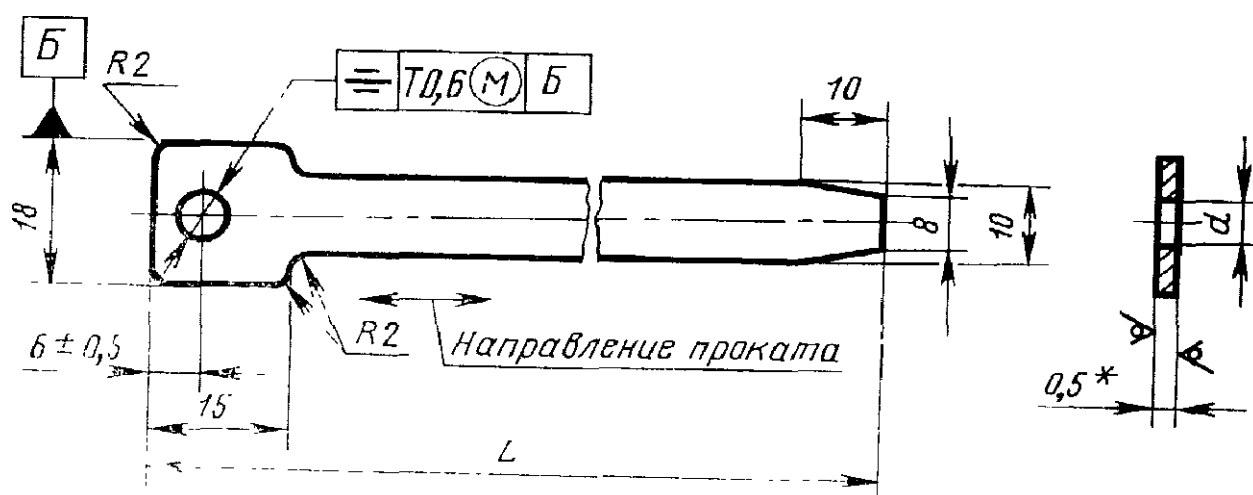 Б
R2
T0,6 М Б
10
18
8
10
d
6 ± 0,5
R2
Направление проката
0,5*
15
L